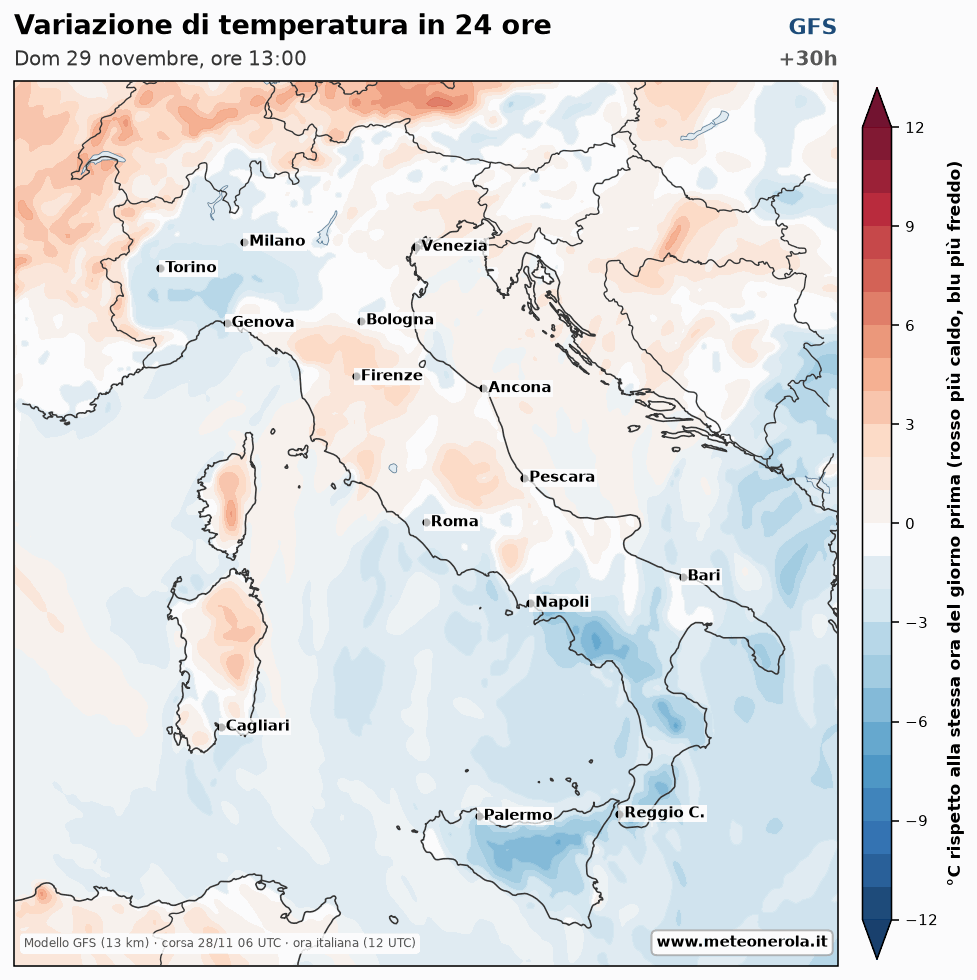 Variazione di temperatura in 24 ore
GFS
Dom 29 novembre, ore 13:00
+30h
Milano
Venezia
Torino
Genova
Bologna
Firenze
Ancona
Pescara
Roma
Bari
Napoli
Cagliari
Palermo
Reggio C.
12
9
6
3
0
−3
−6
−9
−12
°C rispetto alla stessa ora del giorno prima (rosso più caldo, blu più freddo)
Modello GFS (13 km) · corsa 28/11 06 UTC · ora italiana (12 UTC)
www.meteonerola.it